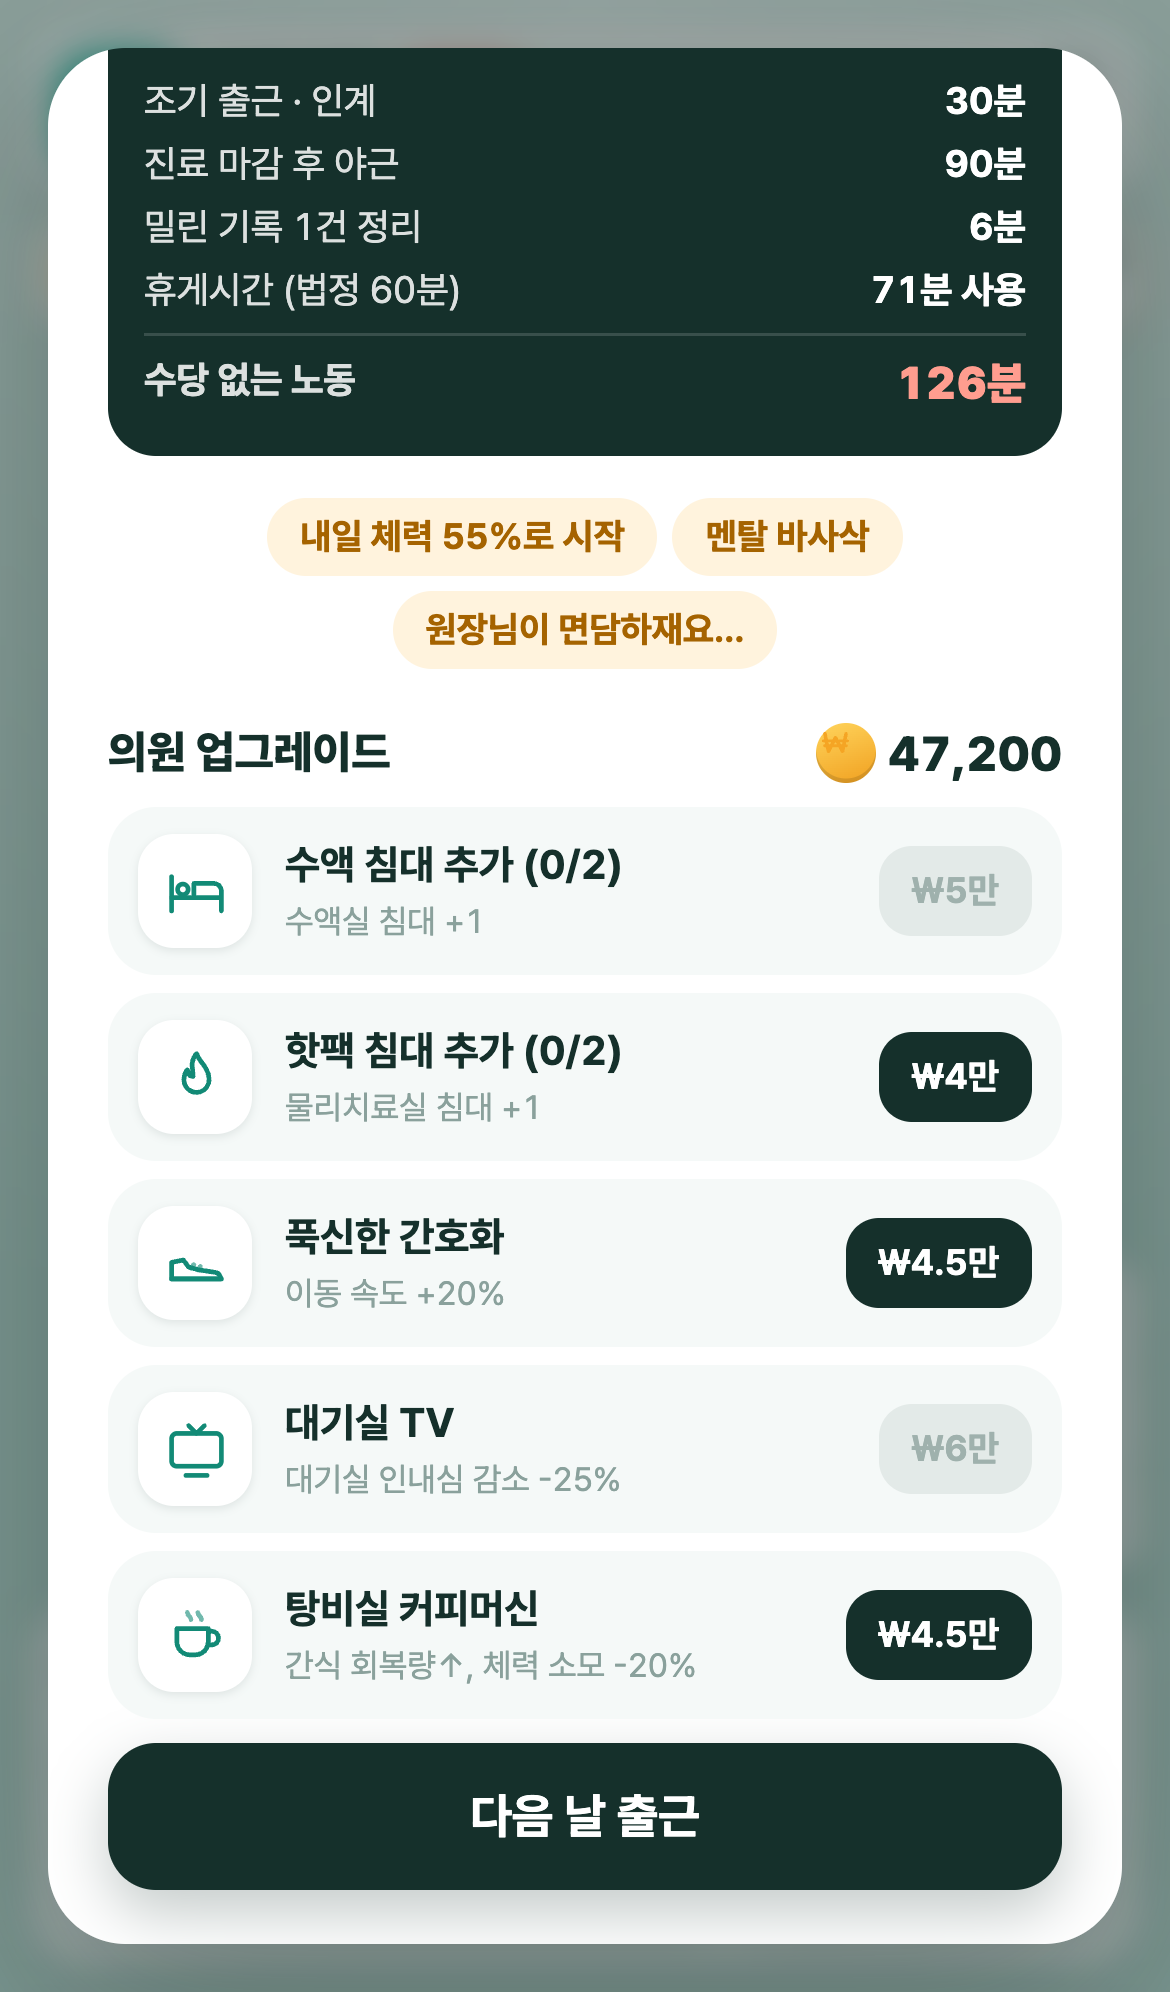 조기 출근 · 인계 30분
진료 마감 후 야근 90분
밀린 기록 1건 정리 6분
휴게시간 (법정 60분) 71분 사용
수당 없는 노동 126분
내일 체력 55%로 시작 멘탈 바사삭
원장님이 면담하재요...
의원 업그레이드 ₩ 47,200
수액 침대 추가 (0/2)
수액실 침대 +1
₩5만
핫팩 침대 추가 (0/2)
물리치료실 침대 +1
₩4만
푹신한 간호화
이동 속도 +20%
₩4.5만
대기실 TV
대기실 인내심 감소 -25%
₩6만
탕비실 커피머신
간식 회복량↑, 체력 소모 -20%
₩4.5만
다음 날 출근